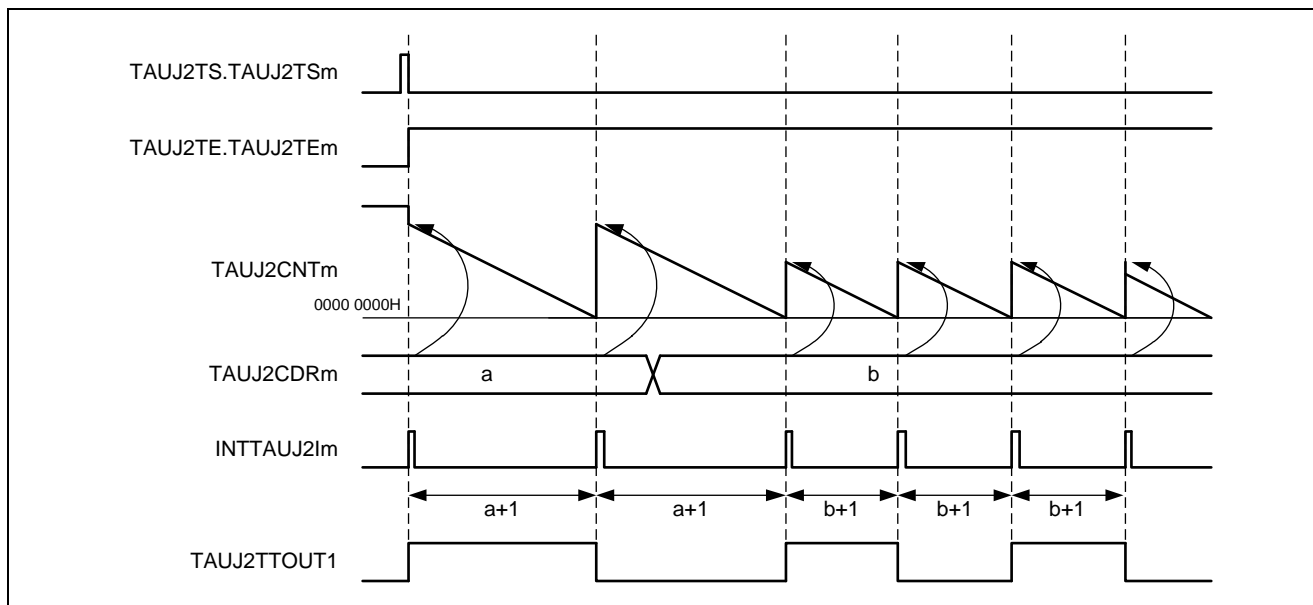 TAUJ2TS.TAUJ2TSm
TAUJ2TE.TAUJ2TEm
TAUJ2CNTm
0000 0000H
TAUJ2CDRm
a
b
INTTAUJ2Im
a+1
a+1
b+1
b+1
b+1
TAUJ2TTOUT1